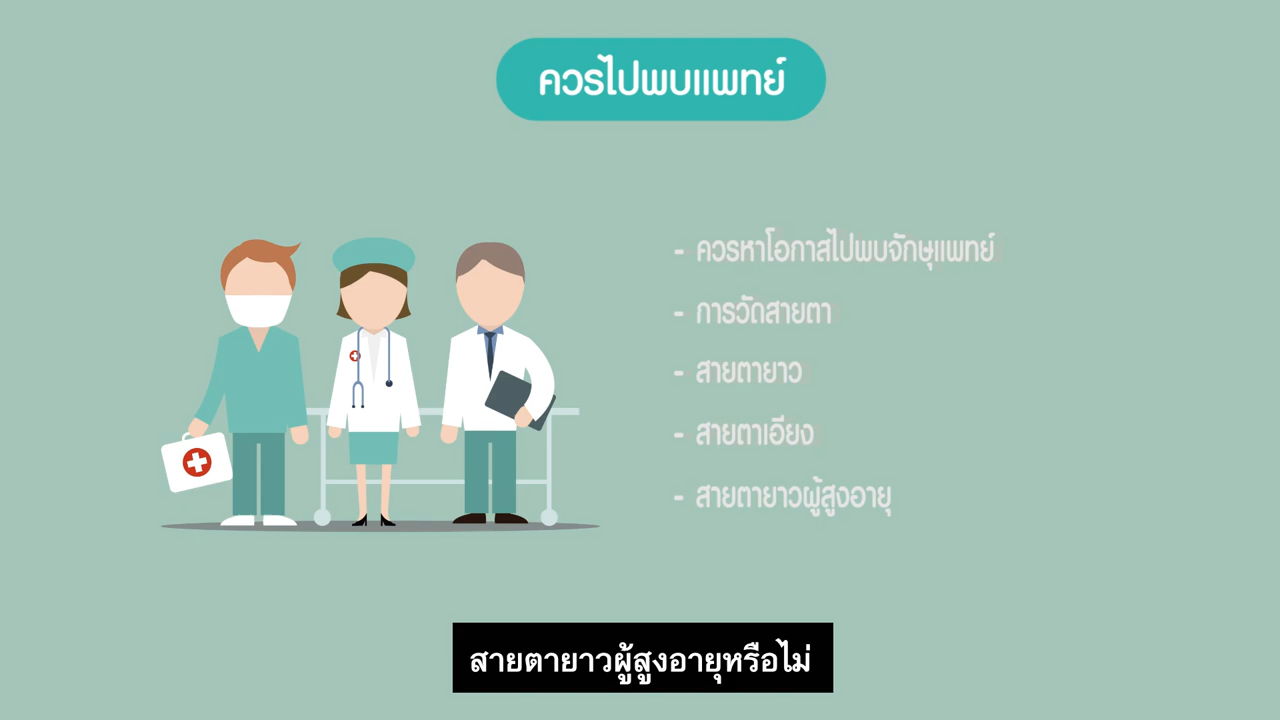 ควรไปพบแพทย์
- ควรหาโอกาสไปพบจักษุแพทย์
- การวัดสายตา
- สายตายาว
- สายตาเอียง
- สายตายาวผู้สูงอายุ
สายตายาวผู้สูงอายุหรือไม่